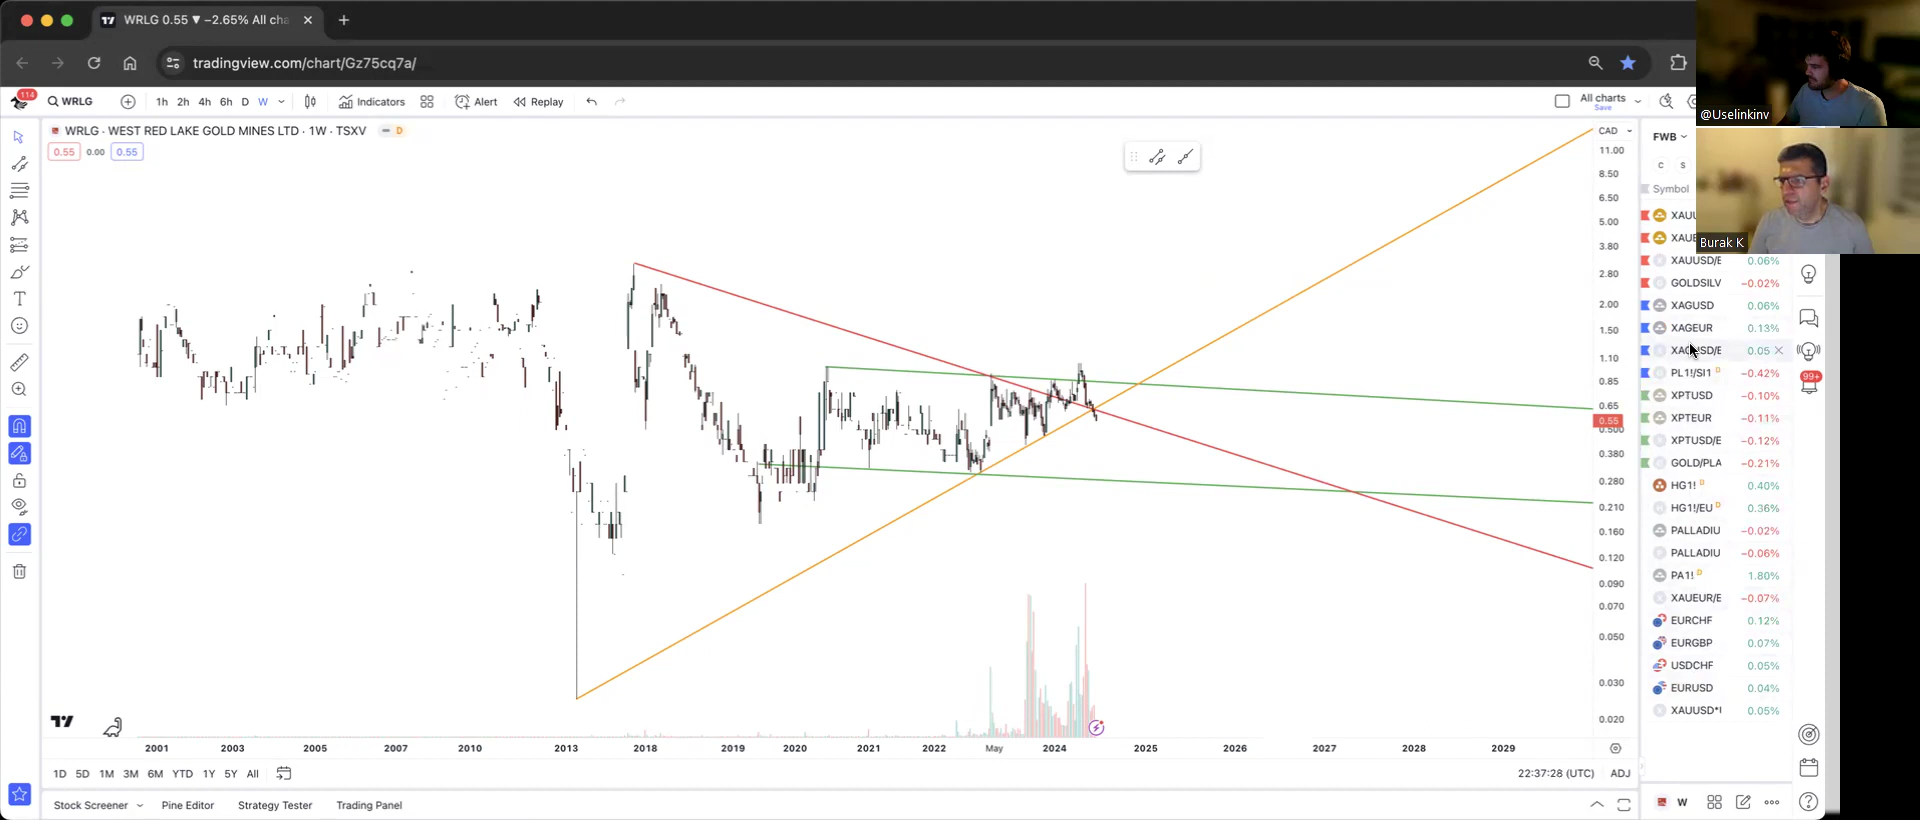 WRLG 0.55 ▼ −2.65% All cha
tradingview.com/chart/Gz75cq7a/
@Uselinkinv
Burak K
114
WRLG
1h 2h 4h 6h D W
Indicators
Alert
Replay
All charts
Save
WRLG · WEST RED LAKE GOLD MINES LTD · 1W · TSXV
D
0.55 0.00 0.55
CAD
11.00
8.50
6.50
5.00
3.80
2.80
2.00
1.50
1.10
0.85
0.65
0.55
0.500
0.380
0.280
0.210
0.160
0.120
0.090
0.070
0.050
0.030
0.020
FWB
C S
Symbol
XAUU
XAUE
XAUUSD/E 0.06%
GOLDSILV −0.02%
XAGUSD 0.06%
XAGEUR 0.13%
XAGUSD/E 0.05
PL1!/SI1 D −0.42%
XPTUSD −0.10%
XPTEUR −0.11%
XPTUSD/E −0.12%
GOLD/PLA −0.21%
HG1! D 0.40%
HG1!/EU D 0.36%
PALLADIU −0.02%
PALLADIU −0.06%
PA1! D 1.80%
XAUEUR/E −0.07%
EURCHF 0.12%
EURGBP 0.07%
USDCHF 0.05%
EURUSD 0.04%
XAUUSD*I 0.05%
99+
2001 2003 2005 2007 2010 2013 2018 2019 2020 2021 2022 May 2024 2025 2026 2027 2028 2029
1D 5D 1M 3M 6M YTD 1Y 5Y All
22:37:28 (UTC) ADJ
Stock Screener Pine Editor Strategy Tester Trading Panel
W